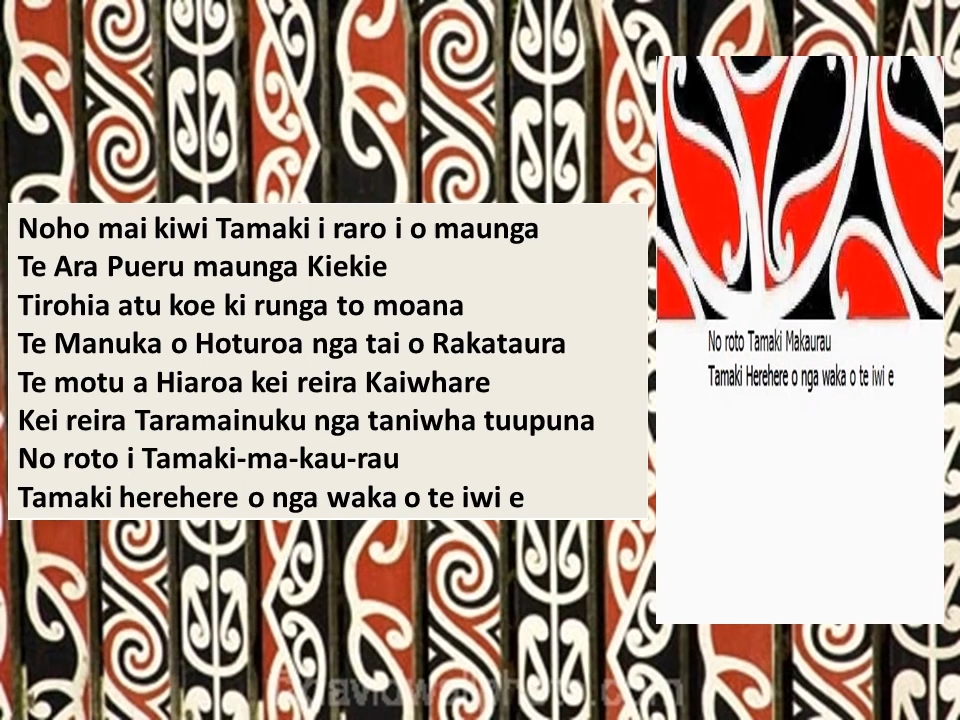 Noho mai kiwi Tamaki i raro i o maunga
Te Ara Pueru maunga Kiekie
Tirohia atu koe ki runga to moana
Te Manuka o Hoturoa nga tai o Rakataura
Te motu a Hiaroa kei reira Kaiwhare
Kei reira Taramainuku nga taniwha tuupuna
No roto i Tamaki-ma-kau-rau
Tamaki herehere o nga waka o te iwi e
No roto Tamaki Makaurau
Tamaki Herehere o nga waka o te iwi e